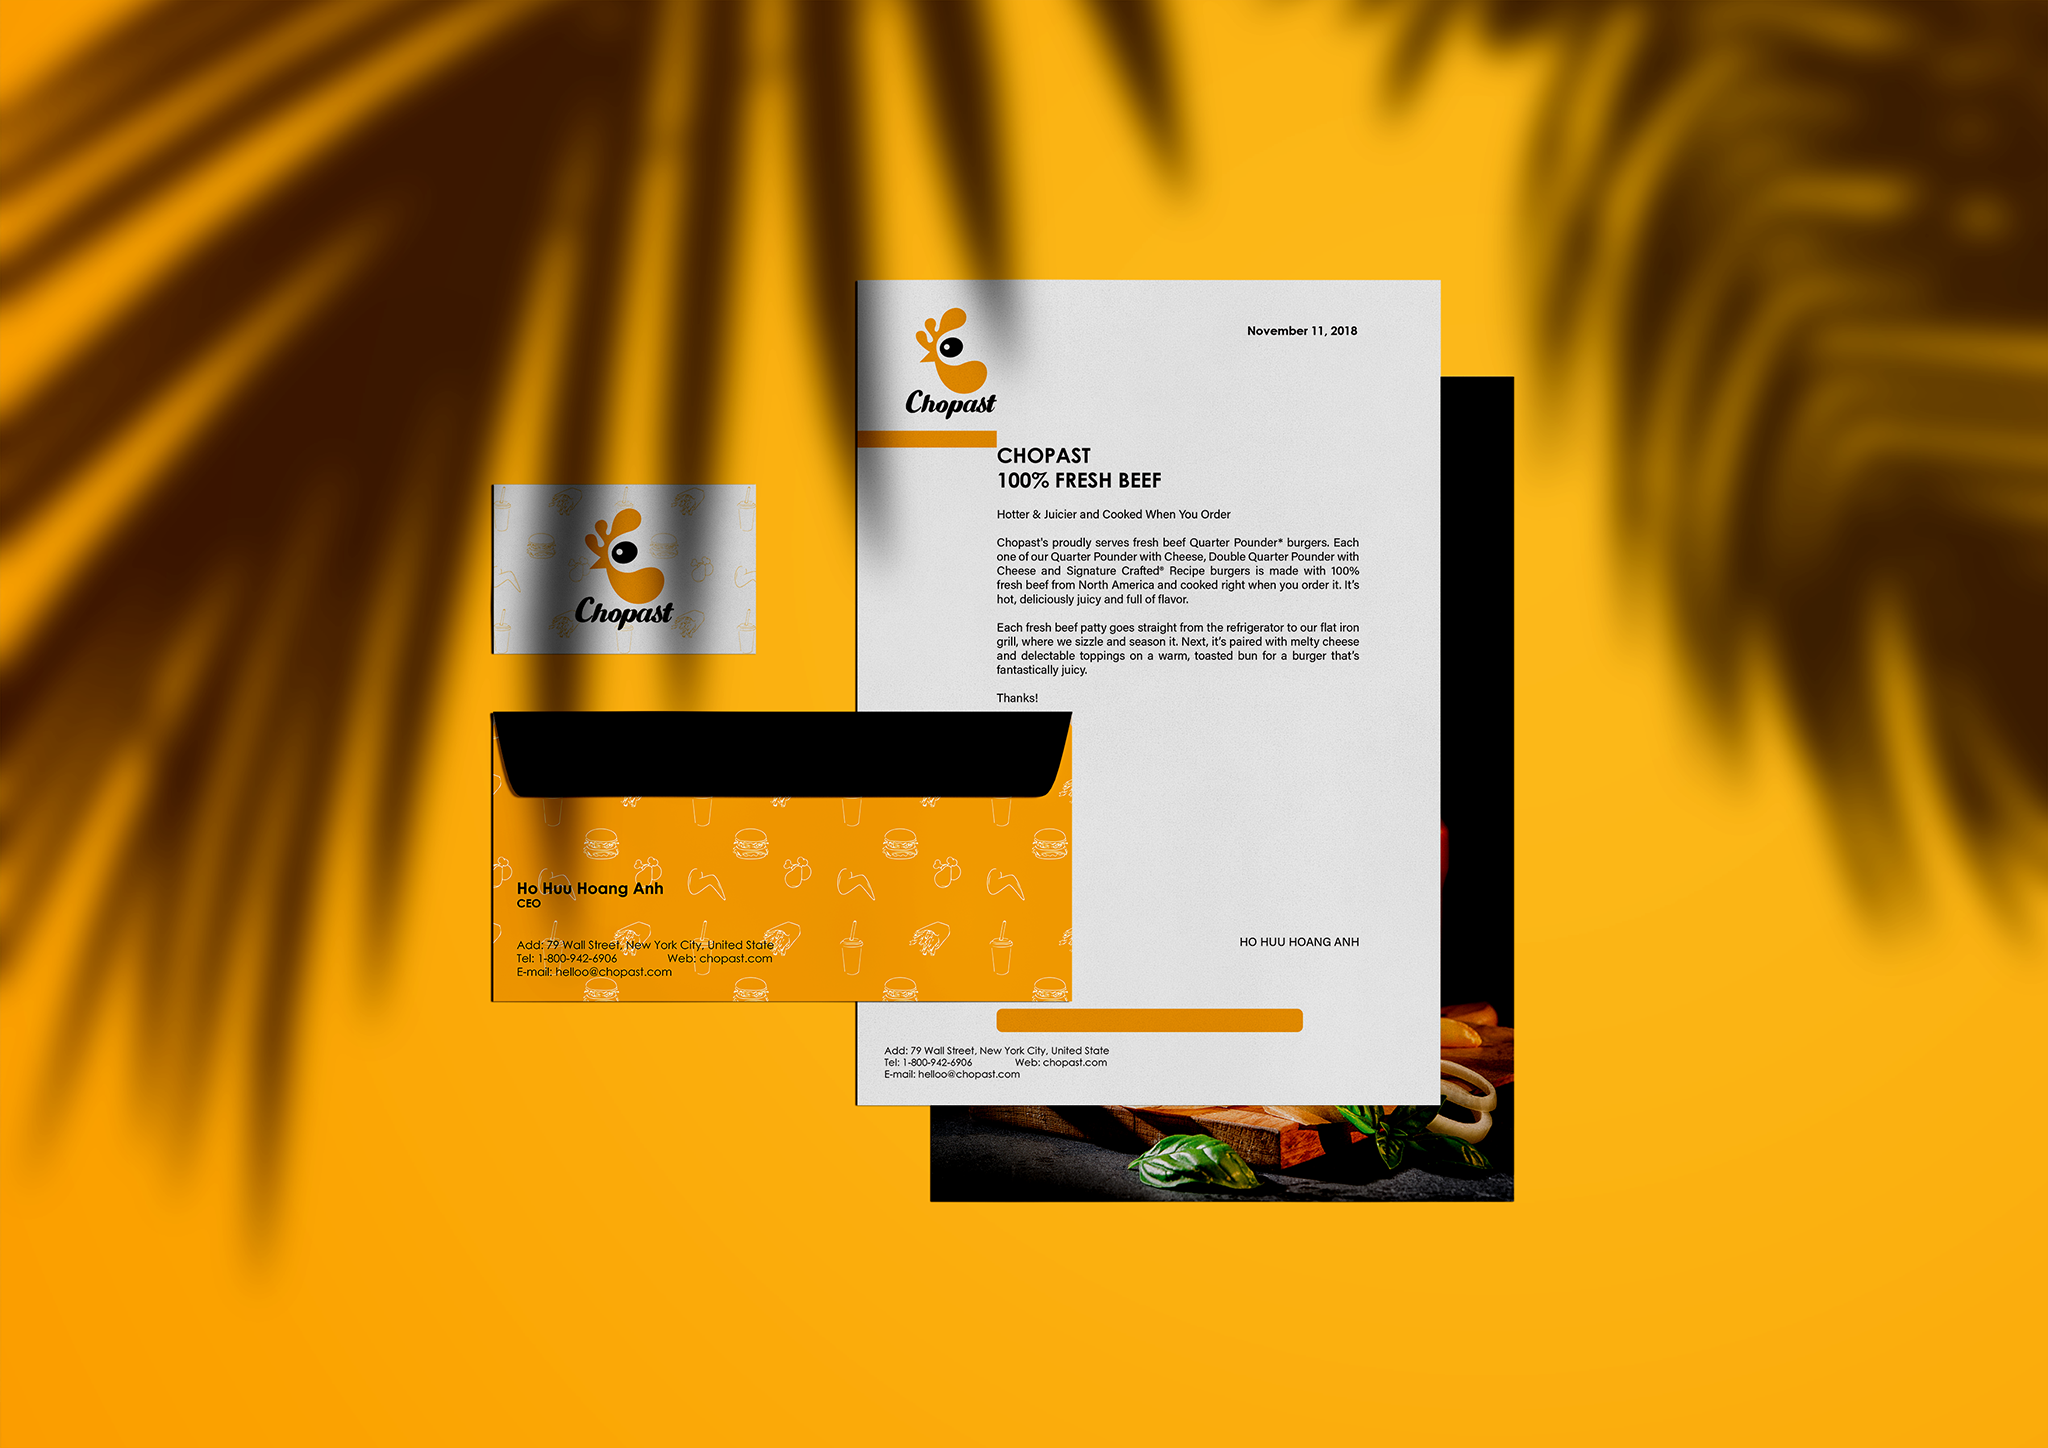 Chopast
November 11, 2018
CHOPAST
100% FRESH BEEF
Hotter & Juicier and Cooked When You Order
Chopast's proudly serves fresh beef Quarter Pounder* burgers. Each
one of our Quarter Pounder with Cheese, Double Quarter Pounder with
Cheese and Signature Crafted® Recipe burgers is made with 100%
fresh beef from North America and cooked right when you order it. It's
hot, deliciously juicy and full of flavor.
Each fresh beef patty goes straight from the refrigerator to our flat iron
grill, where we sizzle and season it. Next, it's paired with melty cheese
and delectable toppings on a warm, toasted bun for a burger that's
fantastically juicy.
Thanks!
HO HUU HOANG ANH
Add: 79 Wall Street, New York City, United State
Tel: 1-800-942-6906 Web: chopast.com
E-mail: helloo@chopast.com
Chopast
Ho Huu Hoang Anh
CEO
Add: 79 Wall Street, New York City, United State
Tel: 1-800-942-6906 Web: chopast.com
E-mail: helloo@chopast.com